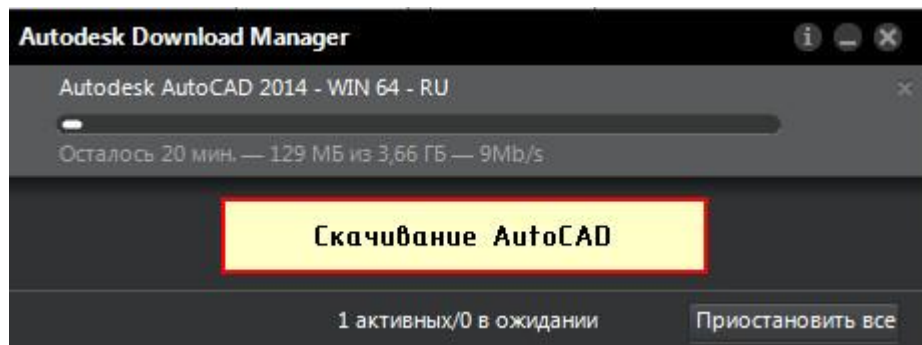 Autodesk Download Manager
Autodesk AutoCAD 2014 - WIN 64 - RU
Осталось 20 мин. — 129 МБ из 3,66 ГБ — 9Mb/s
Скачивание AutoCAD
1 активных/0 в ожидании
Приостановить все